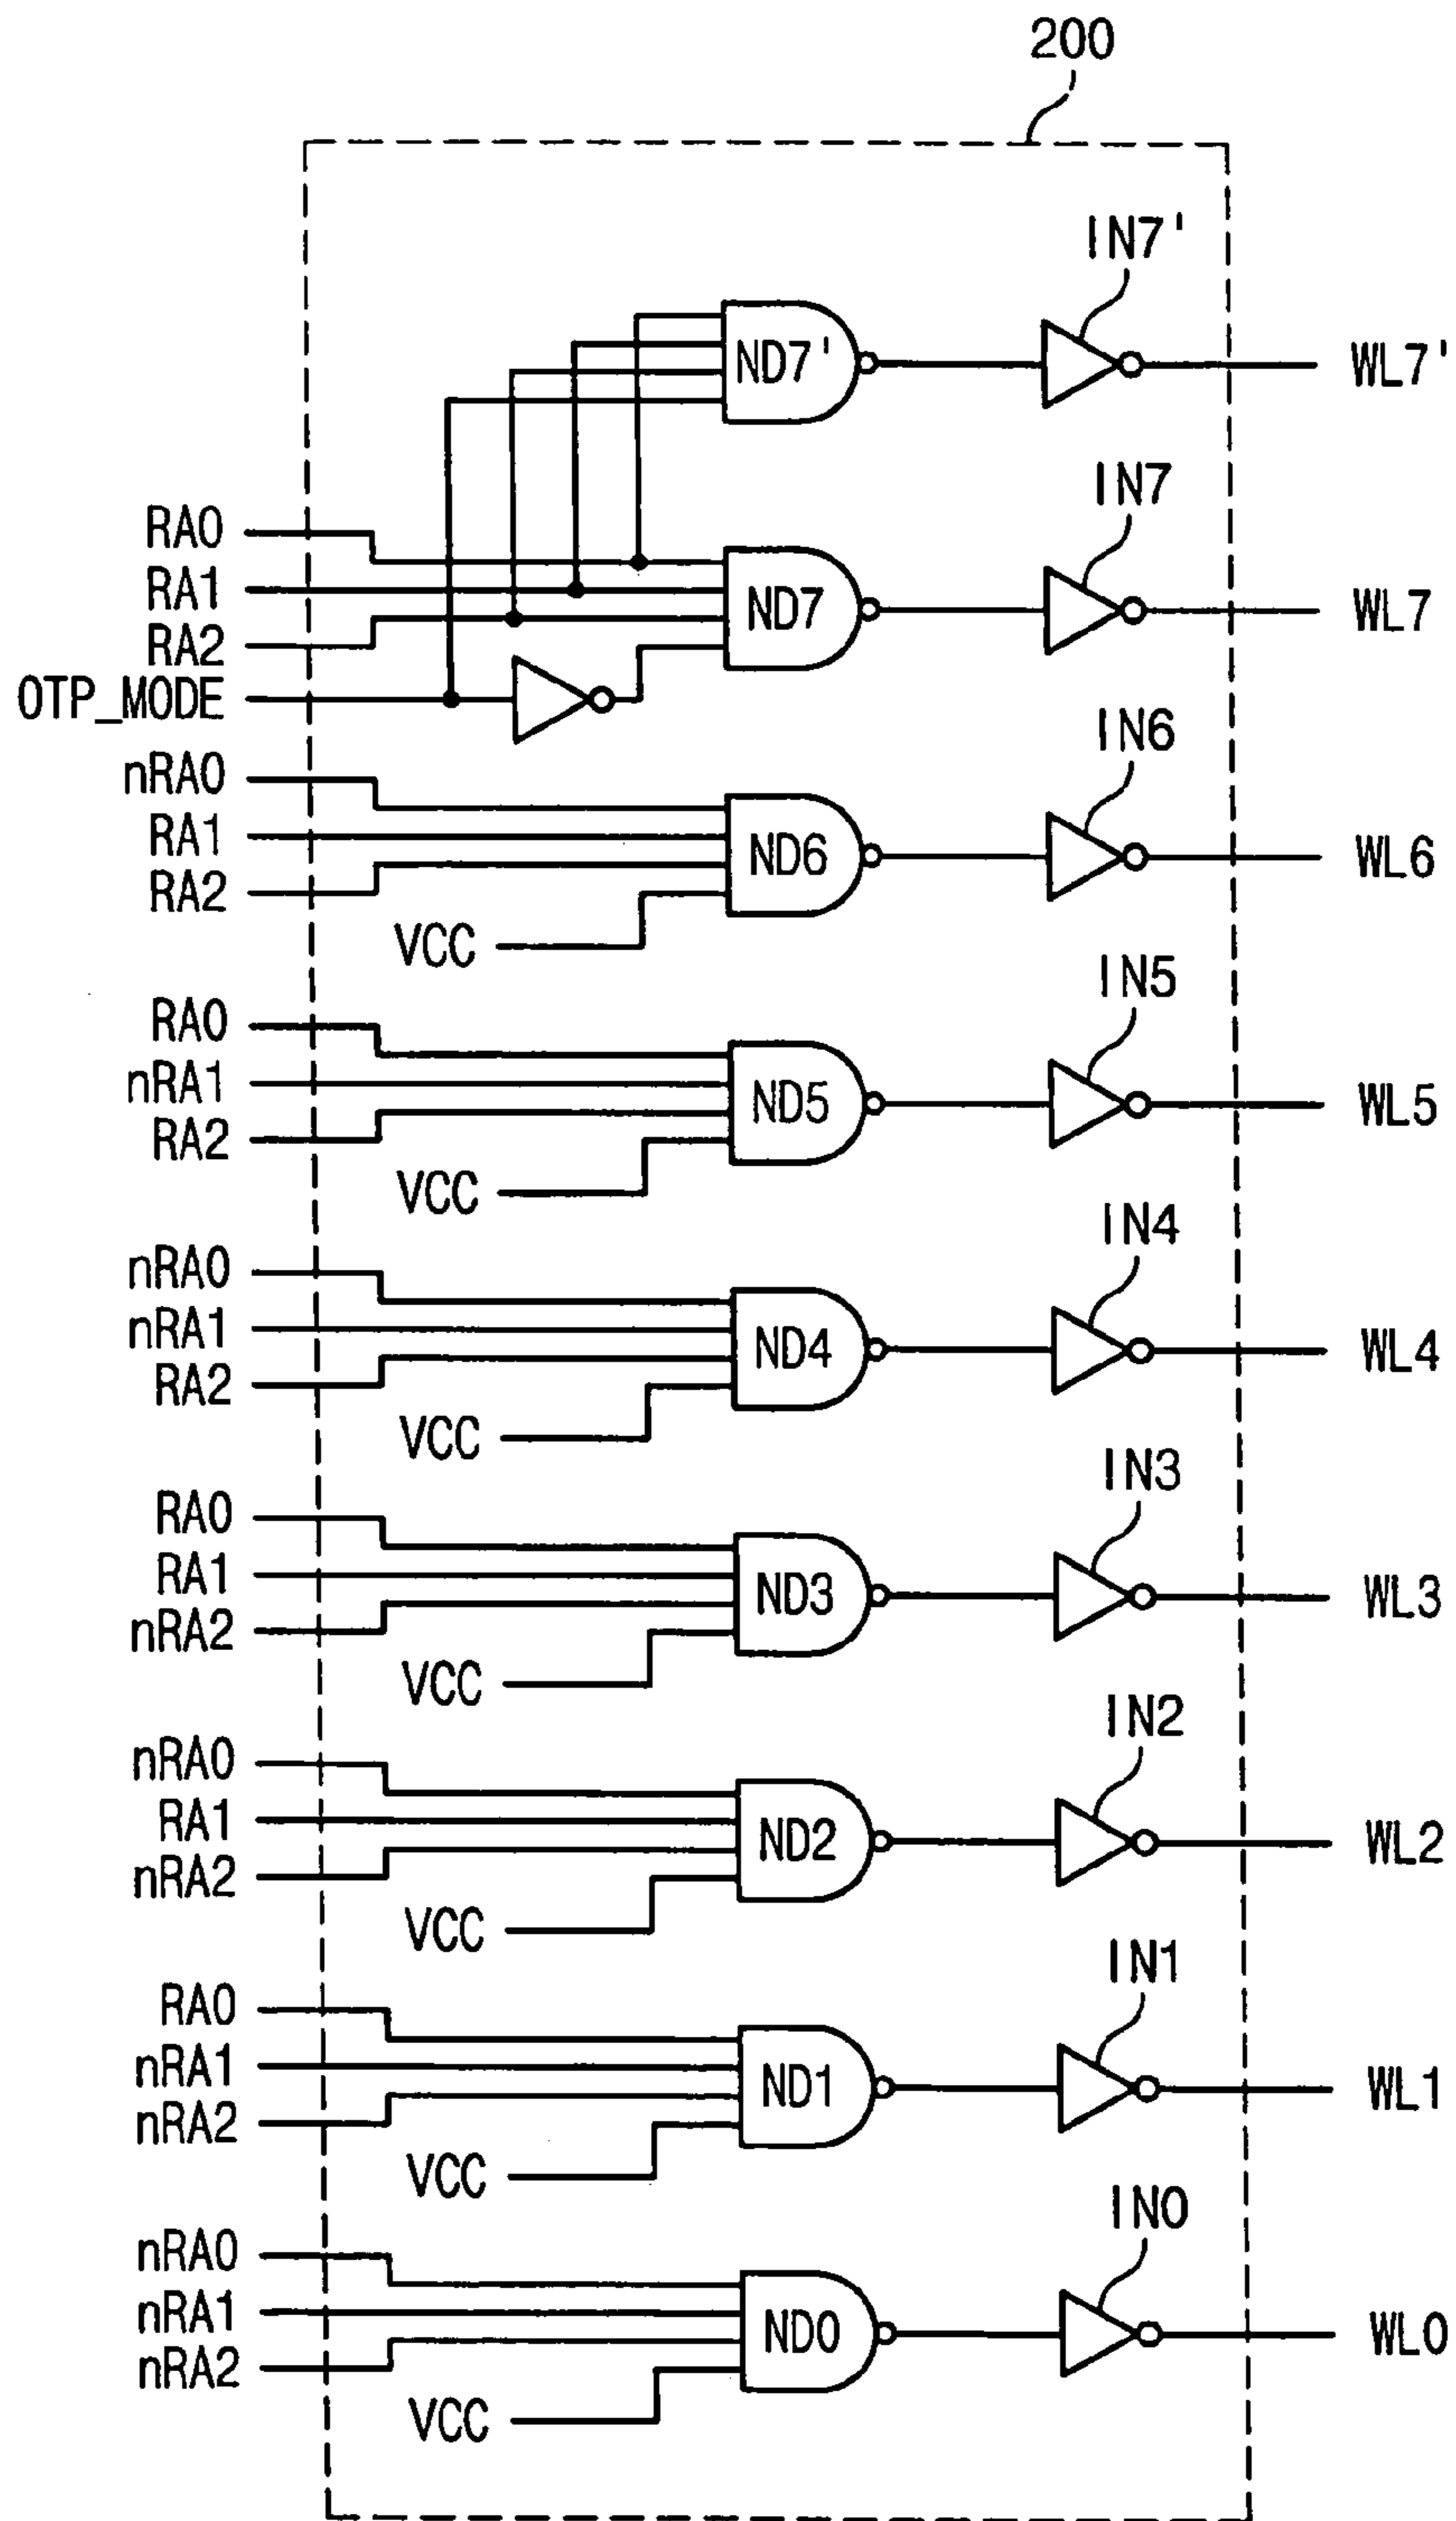 200
IN7'
ND7'
WL7'
IN7
RA0
RA1
RA2
ND7
WL7
OTP_MODE
IN6
nRA0
RA1
RA2
ND6
WL6
VCC
IN5
RA0
nRA1
RA2
ND5
WL5
VCC
IN4
nRA0
nRA1
RA2
ND4
WL4
VCC
IN3
RA0
RA1
nRA2
ND3
WL3
VCC
IN2
nRA0
RA1
nRA2
ND2
WL2
VCC
IN1
RA0
nRA1
nRA2
ND1
WL1
VCC
IN0
nRA0
nRA1
nRA2
ND0
WL0
VCC